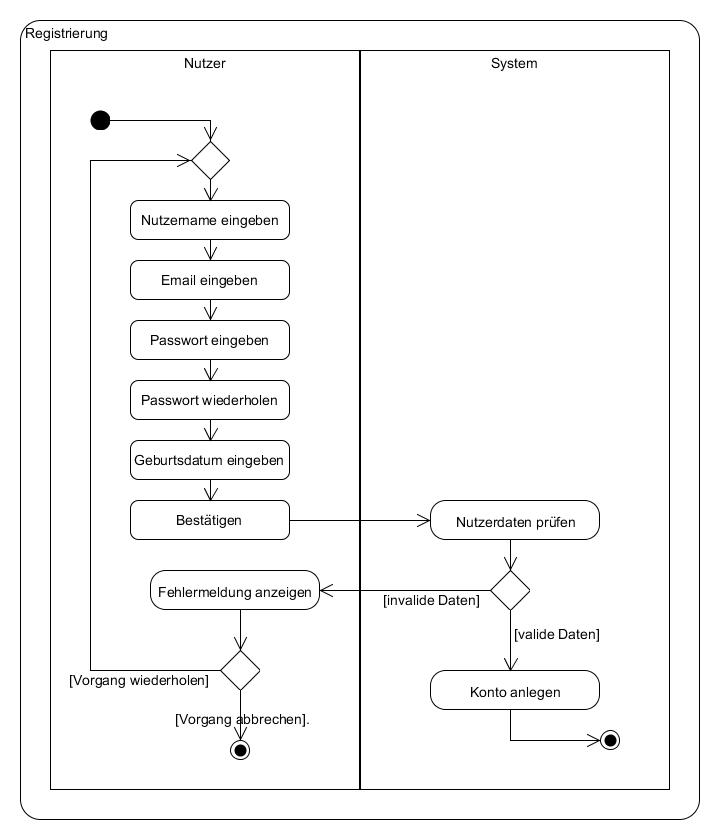 Registrierung
Nutzer
System
Nutzername eingeben
Email eingeben
Passwort eingeben
Passwort wiederholen
Geburtsdatum eingeben
Bestätigen
Nutzerdaten prüfen
Fehlermeldung anzeigen
[invalide Daten]
[valide Daten]
[Vorgang wiederholen]
Konto anlegen
[Vorgang abbrechen].